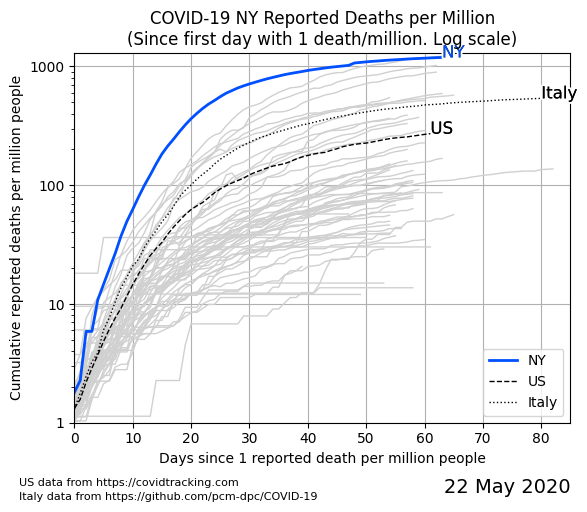 COVID-19 NY Reported Deaths per Million
(Since first day with 1 death/million. Log scale)
NY
1000
Italy
US
100
10
1
Cumulative reported deaths per million people
NY
US
Italy
0 10 20 30 40 50 60 70 80
Days since 1 reported death per million people
US data from https://covidtracking.com
Italy data from https://github.com/pcm-dpc/COVID-19
22 May 2020